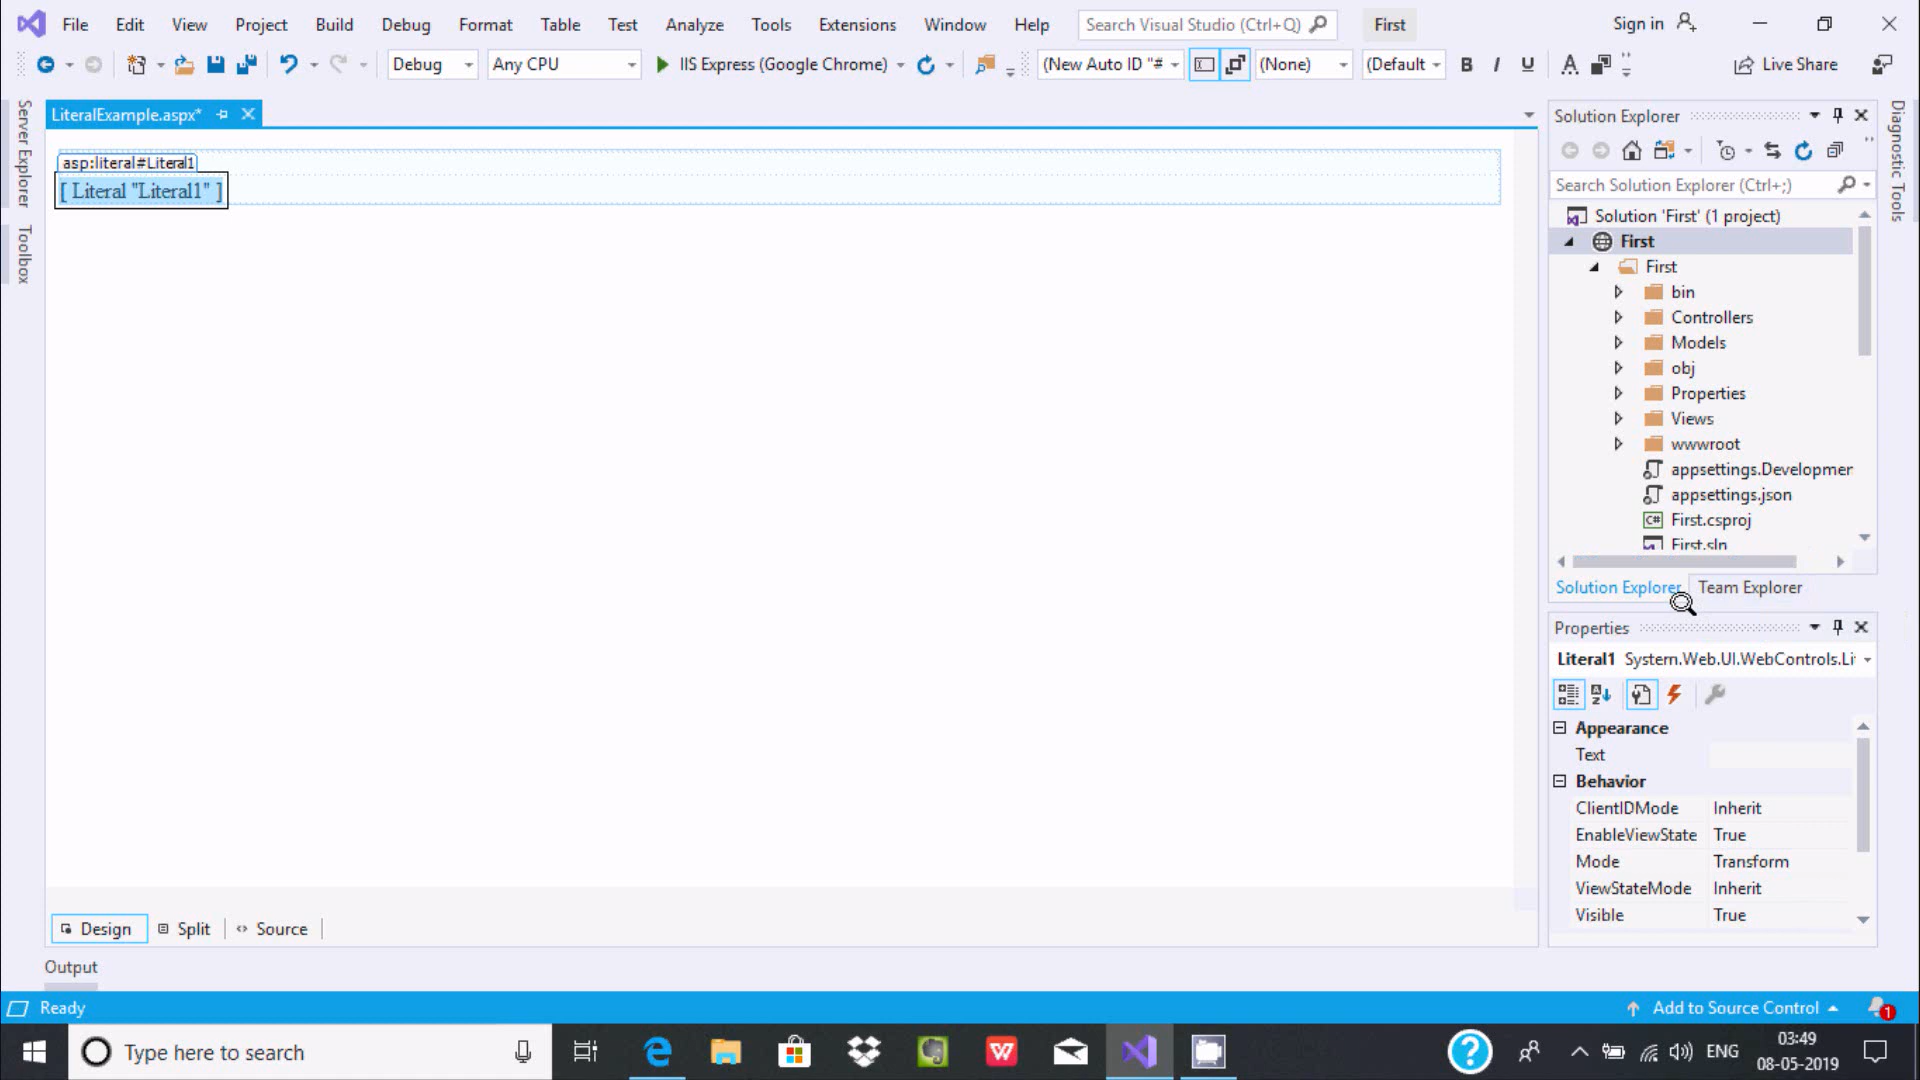 File Edit View Project Build Debug Format Table Test Analyze Tools Extensions Window Help Search Visual Studio (Ctrl+Q) First Sign in
Debug Any CPU IIS Express (Google Chrome) (New Auto ID "# (None) (Default B I U A Live Share
Server Explorer
Toolbox
LiteralExample.aspx*
asp:literal#Literal1
[ Literal "Literal1" ]
Design Split Source
Output
Solution Explorer
Search Solution Explorer (Ctrl+;)
Solution 'First' (1 project)
First
First
bin
Controllers
Models
obj
Properties
Views
wwwroot
appsettings.Developmer
appsettings.json
C# First.csproj
First.sln
Solution Explorer Team Explorer
Properties
Literal1 System.Web.UI.WebControls.Li
Appearance
Text
Behavior
ClientIDMode Inherit
EnableViewState True
Mode Transform
ViewStateMode Inherit
Visible True
Diagnostic Tools
Ready Add to Source Control 1
Type here to search W ? ENG 03:49
08-05-2019